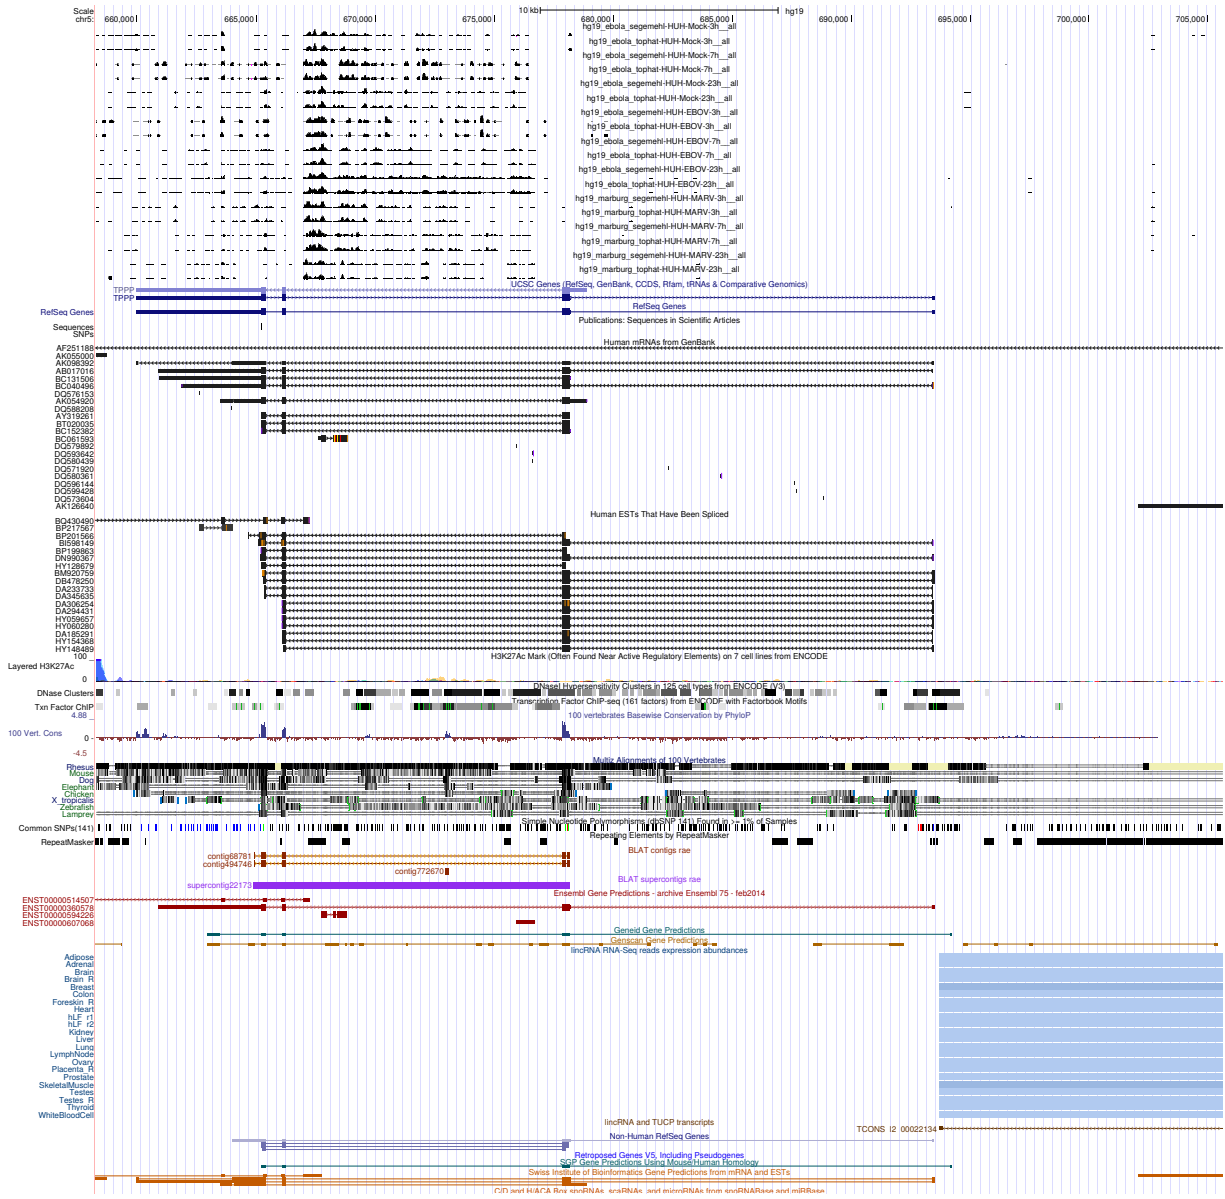 Scale 10 kb hg19
chr5: 660,000 665,000 670,000 675,000 680,000 685,000 690,000 695,000 700,000 705,000
hg19_ebola_segemehl-HUH-Mock-3h__all
hg19_ebola_tophat-HUH-Mock-3h__all
hg19_ebola_segemehl-HUH-Mock-7h__all
hg19_ebola_tophat-HUH-Mock-7h__all
hg19_ebola_segemehl-HUH-Mock-23h__all
hg19_ebola_tophat-HUH-Mock-23h__all
hg19_ebola_segemehl-HUH-EBOV-3h__all
hg19_ebola_tophat-HUH-EBOV-3h__all
hg19_ebola_segemehl-HUH-EBOV-7h__all
hg19_ebola_tophat-HUH-EBOV-7h__all
hg19_ebola_segemehl-HUH-EBOV-23h__all
hg19_ebola_tophat-HUH-EBOV-23h__all
hg19_marburg_segemehl-HUH-MARV-3h__all
hg19_marburg_tophat-HUH-MARV-3h__all
hg19_marburg_segemehl-HUH-MARV-7h__all
hg19_marburg_tophat-HUH-MARV-7h__all
hg19_marburg_segemehl-HUH-MARV-23h__all
hg19_marburg_tophat-HUH-MARV-23h__all
UCSC Genes (RefSeq, GenBank, CCDS, Rfam, tRNAs & Comparative Genomics)
TPPP
TPPP
RefSeq Genes
RefSeq Genes
Publications: Sequences in Scientific Articles
Sequences
SNPs
Human mRNAs from GenBank
AF251188
AK055000
AK098392
AB017016
BC131506
BC040496
DQ576153
AK054920
DQ588208
AY319261
BT020035
BC152382
BC061593
DQ579892
DQ593642
DQ580439
DQ571920
DQ580361
DQ596144
DQ599428
DQ573604
AK126640
Human ESTs That Have Been Spliced
BQ430490
BP217567
BP201566
BI598149
BP199863
DN990367
HY128679
BM920759
DB478250
DA233733
DA345635
DA306254
DA294431
HY059657
HY060280
DA185291
HY154368
HY148489
H3K27Ac Mark (Often Found Near Active Regulatory Elements) on 7 cell lines from ENCODE
100
Layered H3K27Ac
0
DNaseI Hypersensitivity Clusters in 125 cell types from ENCODE (V3)
DNase Clusters
Transcription Factor ChIP-seq (161 factors) from ENCODE with Factorbook Motifs
Txn Factor ChIP
100 vertebrates Basewise Conservation by PhyloP
4.88
100 Vert. Cons
0
-4.5
Multiz Alignments of 100 Vertebrates
Rhesus
Mouse
Dog
Elephant
Chicken
X_tropicalis
Zebrafish
Lamprey
Simple Nucleotide Polymorphisms (dbSNP 141) Found in >= 1% of Samples
Common SNPs(141)
Repeating Elements by RepeatMasker
RepeatMasker
BLAT contigs rae
contig68781
contig494746
contig772670
BLAT supercontigs rae
supercontig22173
Ensembl Gene Predictions - archive Ensembl 75 - feb2014
ENST00000514507
ENST00000360578
ENST00000594226
ENST00000607068
Geneid Gene Predictions
Genscan Gene Predictions
lincRNA RNA-Seq reads expression abundances
Adipose
Adrenal
Brain
Brain_R
Breast
Colon
Foreskin_R
Heart
hLF_r1
hLF_r2
Kidney
Liver
Lung
LymphNode
Ovary
Placenta_R
Prostate
SkeletalMuscle
Testes
Testes_R
Thyroid
WhiteBloodCell
lincRNA and TUCP transcripts
TCONS_l2_00022134
Non-Human RefSeq Genes
Retroposed Genes V5, Including Pseudogenes
SGP Gene Predictions Using Mouse/Human Homology
Swiss Institute of Bioinformatics Gene Predictions from mRNA and ESTs
C/D and H/ACA Box snoRNAs, scaRNAs, and microRNAs from snoRNABase and miRBase